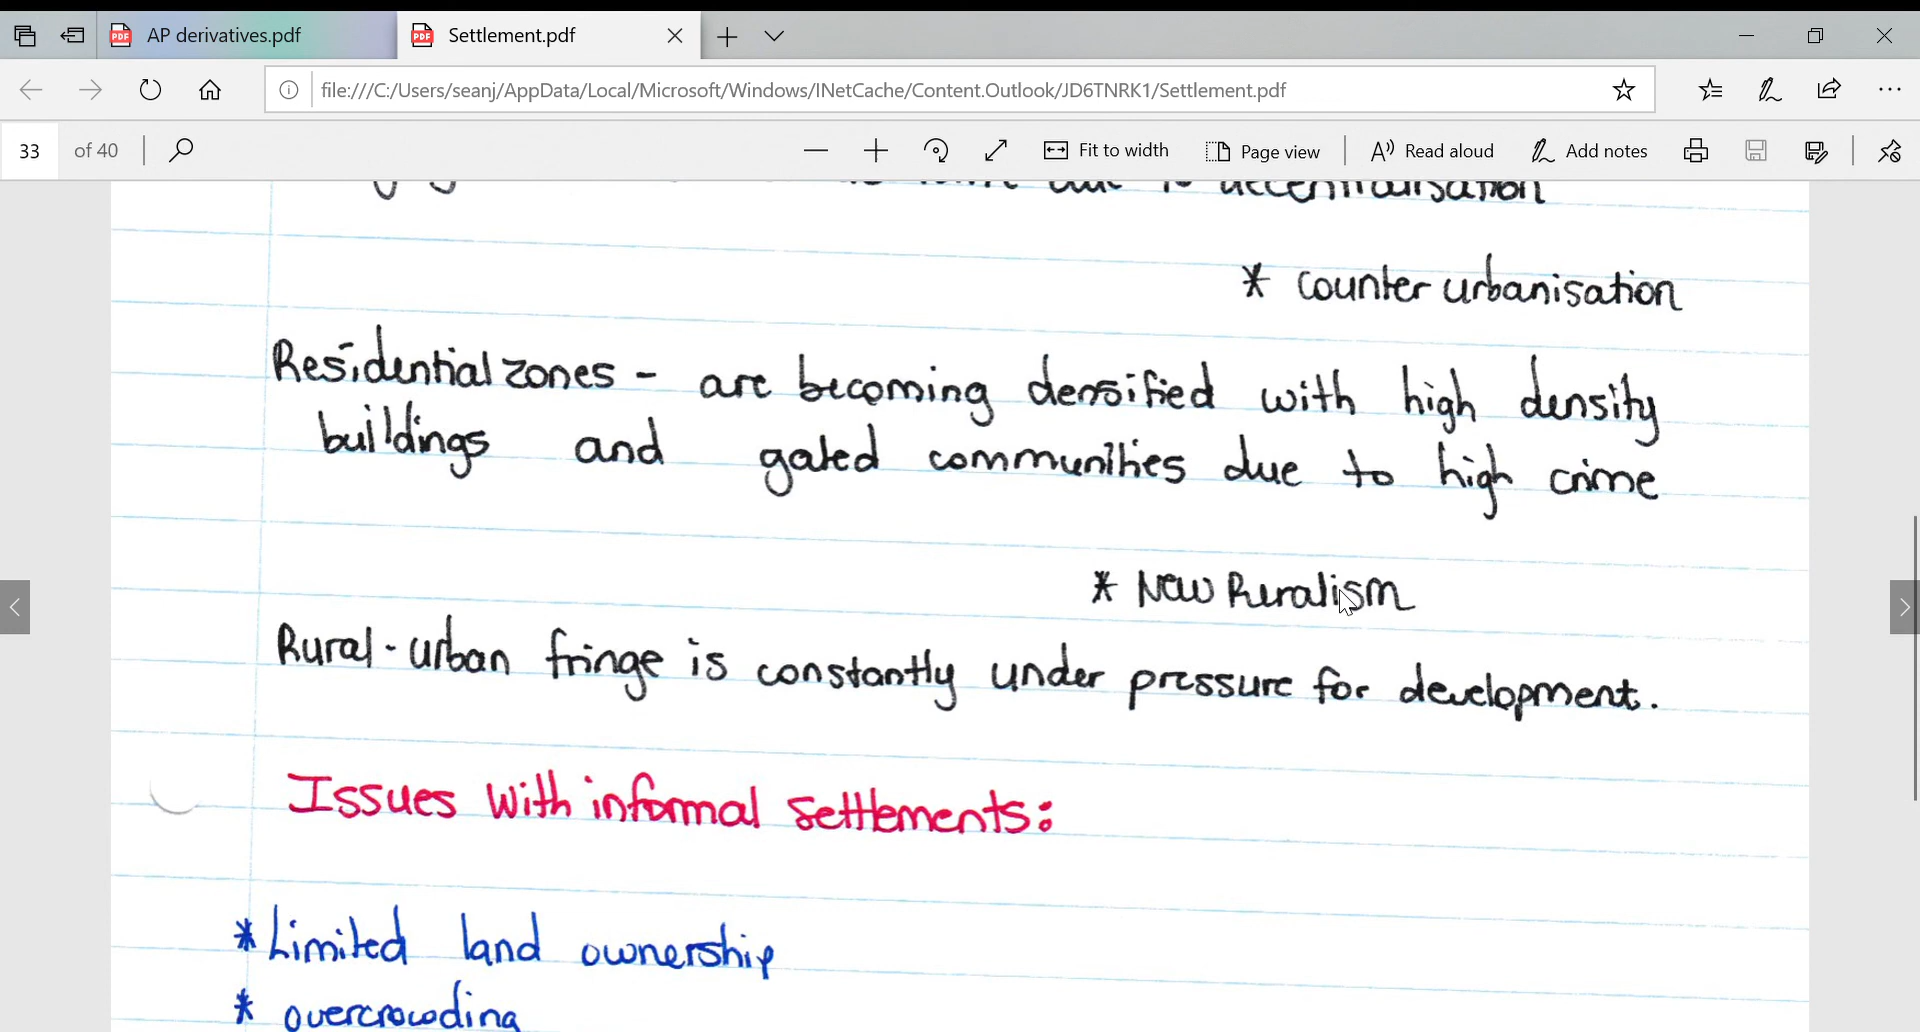 AP derivatives.pdf
Settlement.pdf
file:///C:/Users/seanj/AppData/Local/Microsoft/Windows/INetCache/Content.Outlook/JD6TNRK1/Settlement.pdf
33 of 40
Fit to width
Page view
Read aloud
Add notes
due to decentralisation
* counter urbanisation
Residential zones - are becoming densified with high density
buildings and gated communities due to high crime
* New Ruralism
Rural-urban fringe is constantly under pressure for development.
Issues With informal settlements:
* Limited land ownership
* overcrowding